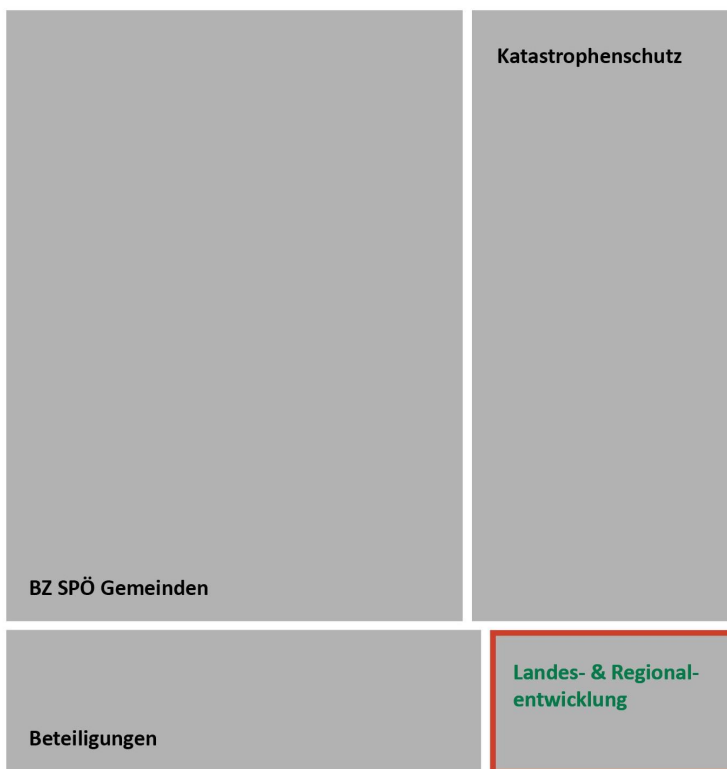 Katastrophenschutz
BZ SPÖ Gemeinden
Landes- & Regional-
entwicklung
Beteiligungen